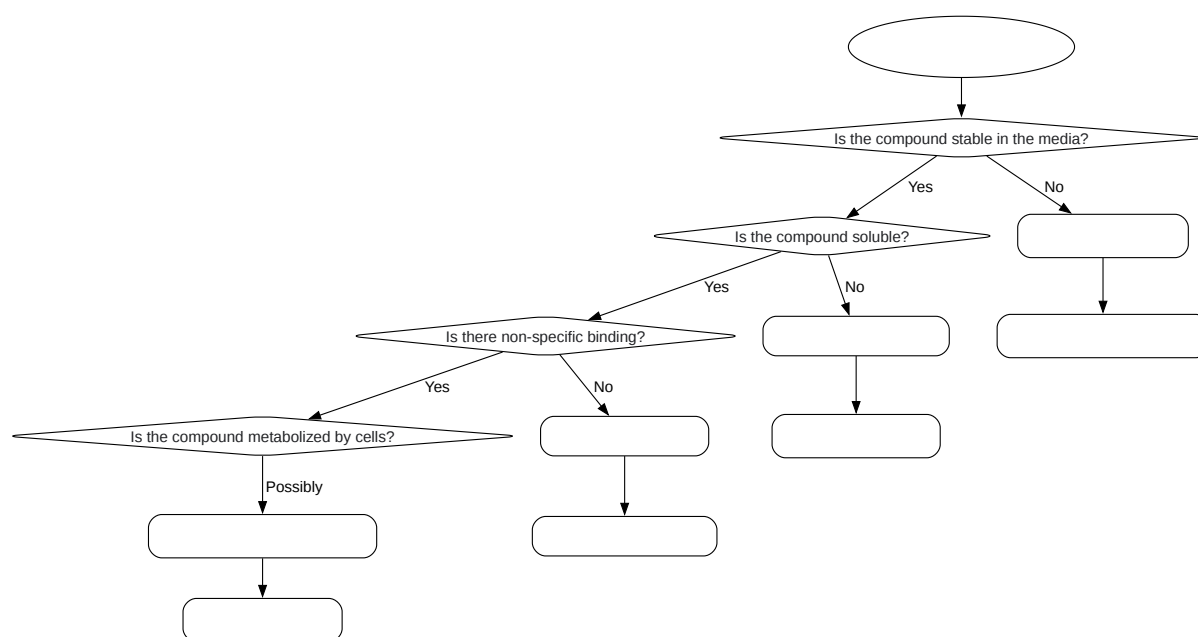 Is the compound stable in the media?
Yes
No
Is the compound soluble?
Yes
No
Is there non-specific binding?
Yes
No
Is the compound metabolized by cells?
Possibly